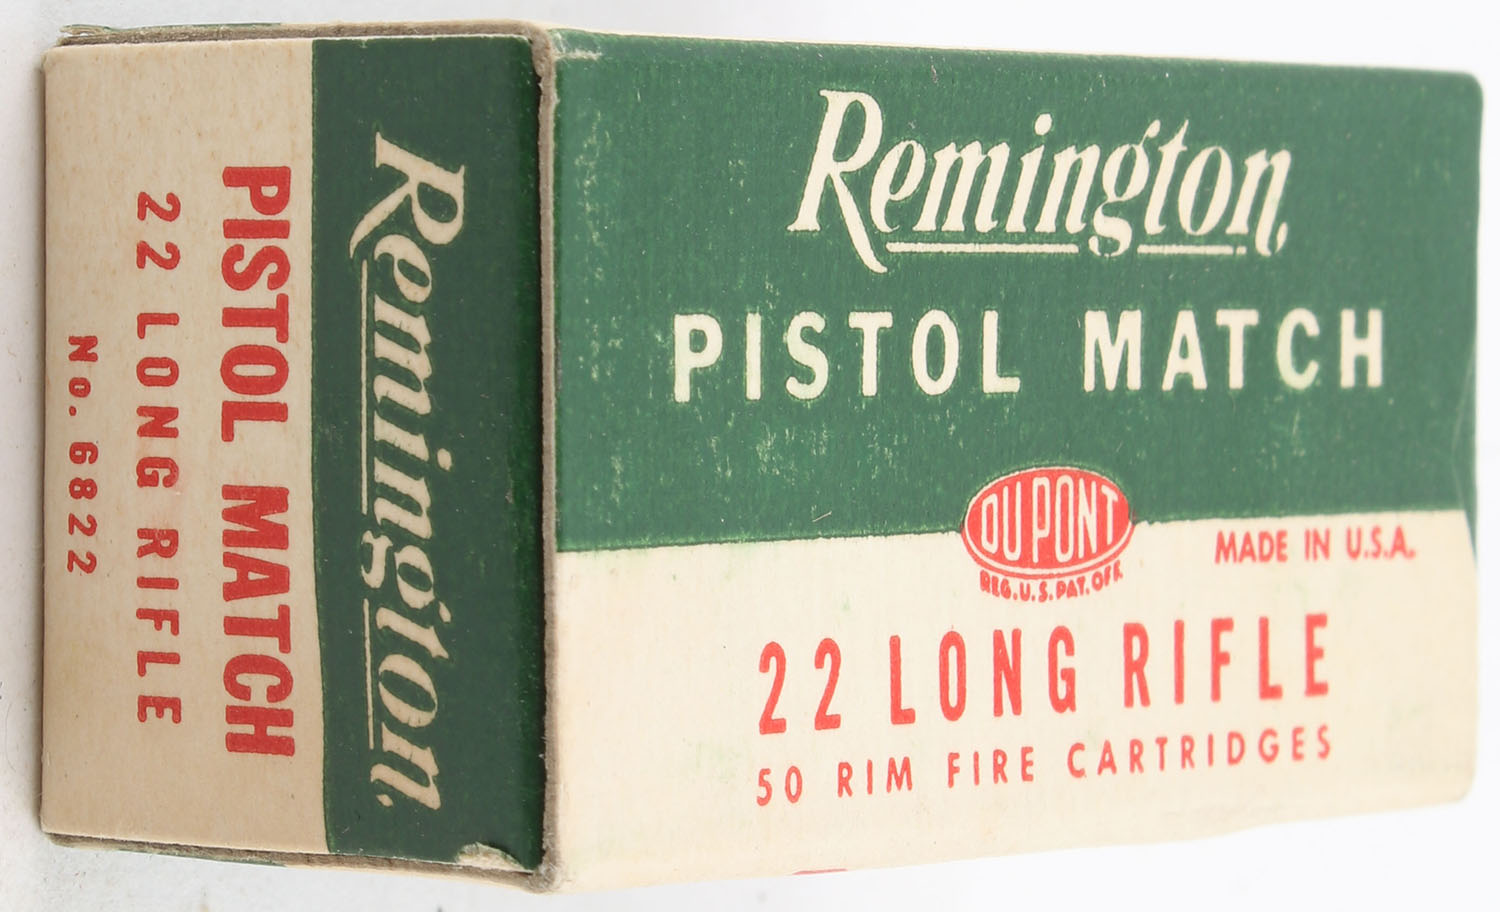 Remington
PISTOL MATCH
DU PONT
REG. U.S. PAT. OFF.
MADE IN U.S.A.
22 LONG RIFLE
50 RIM FIRE CARTRIDGES
Remington
PISTOL MATCH
22 LONG RIFLE
No. 6822